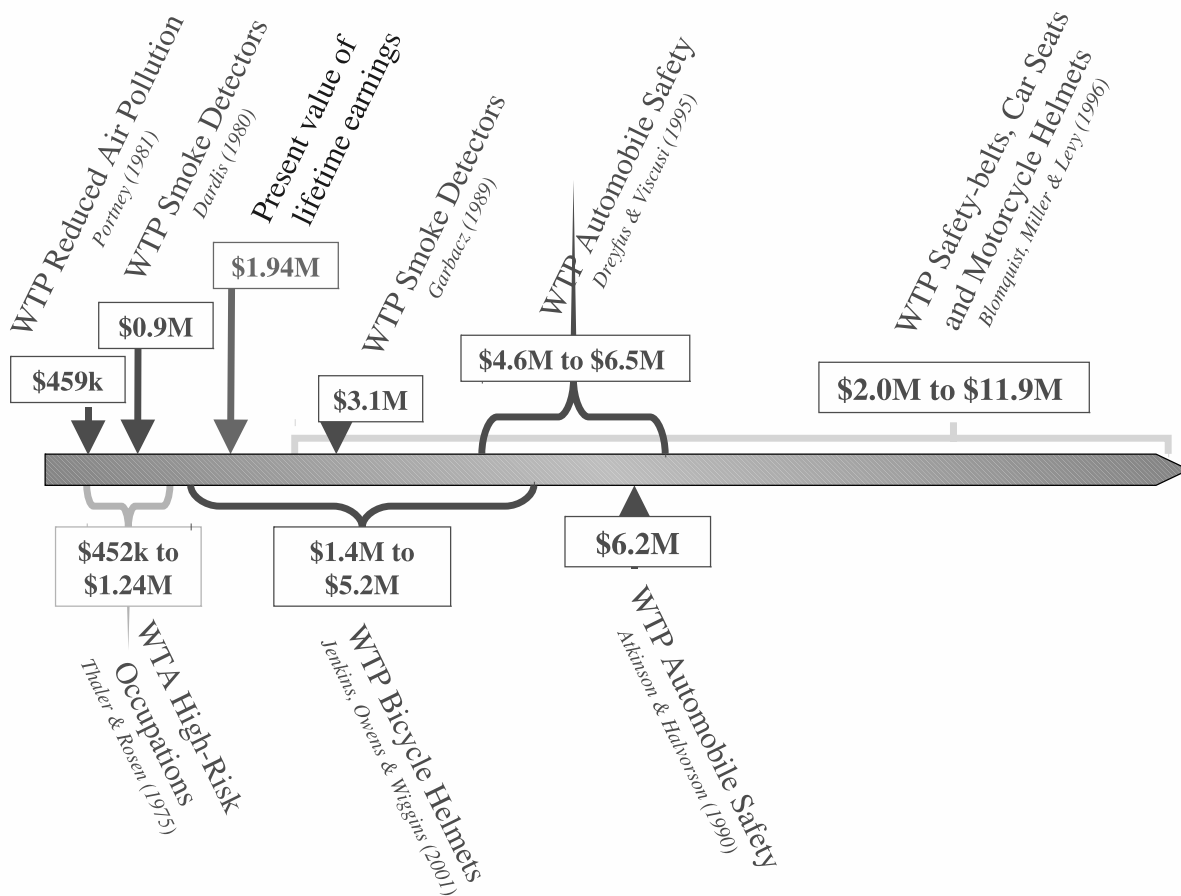 WTP Reduced Air Pollution
Portney (1981)
$459k
WTP Smoke Detectors
Dardis (1980)
$0.9M
Present value of
lifetime earnings
$1.94M
WTP Smoke Detectors
Garbacz (1989)
$3.1M
WTP Automobile Safety
Dreyfus & Viscusi (1995)
$4.6M to $6.5M
WTP Safety-belts, Car Seats
and Motorcycle Helmets
Blomquist, Miller & Levy (1996)
$2.0M to $11.9M
$452k to
$1.24M
WTA High-Risk
Occupations
Thaler & Rosen (1975)
$1.4M to
$5.2M
WTP Bicycle Helmets
Jenkins, Owens & Wiggins (2001)
$6.2M
WTP Automobile Safety
Atkinson & Halvorson (1990)